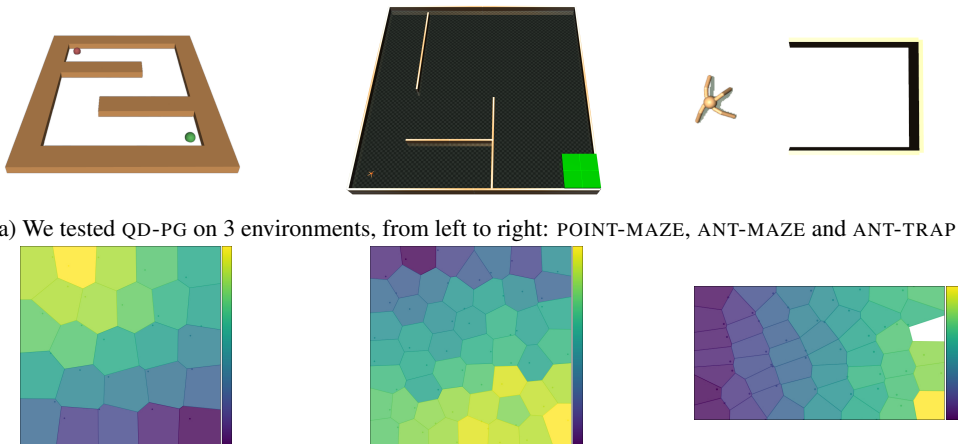 a) We tested QD-PG on 3 environments, from left to right: POINT-MAZE, ANT-MAZE and ANT-TRAP